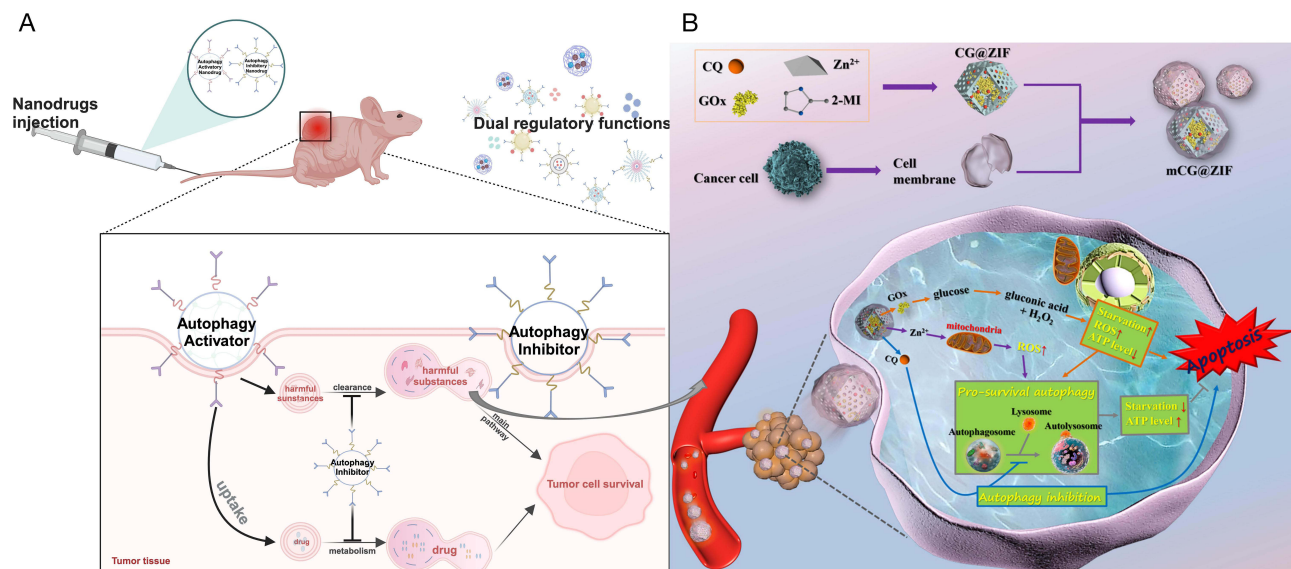 A
Autophagy
Activatory
Nanodrug
Autophagy
Inhibitory
Nanodrug
Nanodrugs
injection
Dual regulatory functions
Autophagy
Activator
Autophagy
Inhibitor
harmful
sunstances
clearance
harmful
substances
main
pathway
Autophagy
Inhibitor
Tumor cell survival
uptake
drug
metabolism
drug
Tumor tissue
B
CQ
Zn²⁺
GOx
2-MI
CG@ZIF
Cancer cell
Cell
membrane
mCG@ZIF
GOx
glucose
gluconic acid
+ H₂O₂
Zn²⁺
mitochondria
ROS↑
CQ
Starvation↑
ROS↑
ATP level↓
Apoptosis
Pro-survival autophagy
Lysosome
Autophagosome
Autolysosome
Starvation ↓
ATP level ↑
Autophagy inhibition